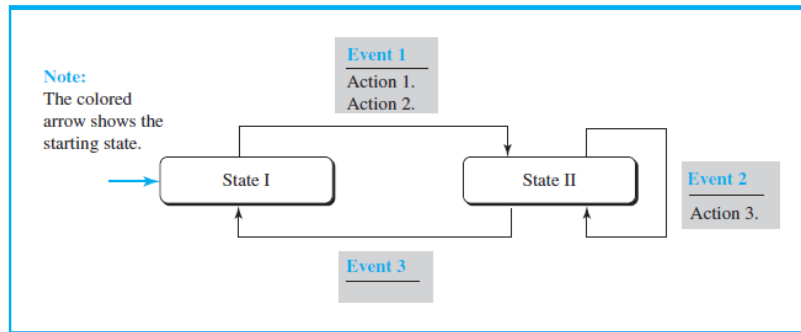 Event 1
Action 1.
Action 2.
Note:
The colored
arrow shows the
starting state.
State I
State II
Event 2
Action 3.
Event 3